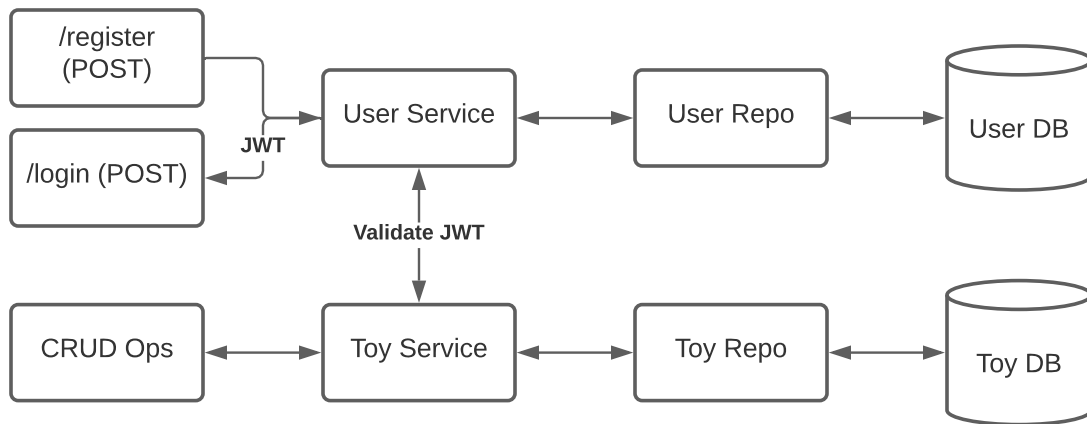 /register
(POST)
User Service
User Repo
User DB
JWT
/login (POST)
Validate JWT
CRUD Ops
Toy Service
Toy Repo
Toy DB